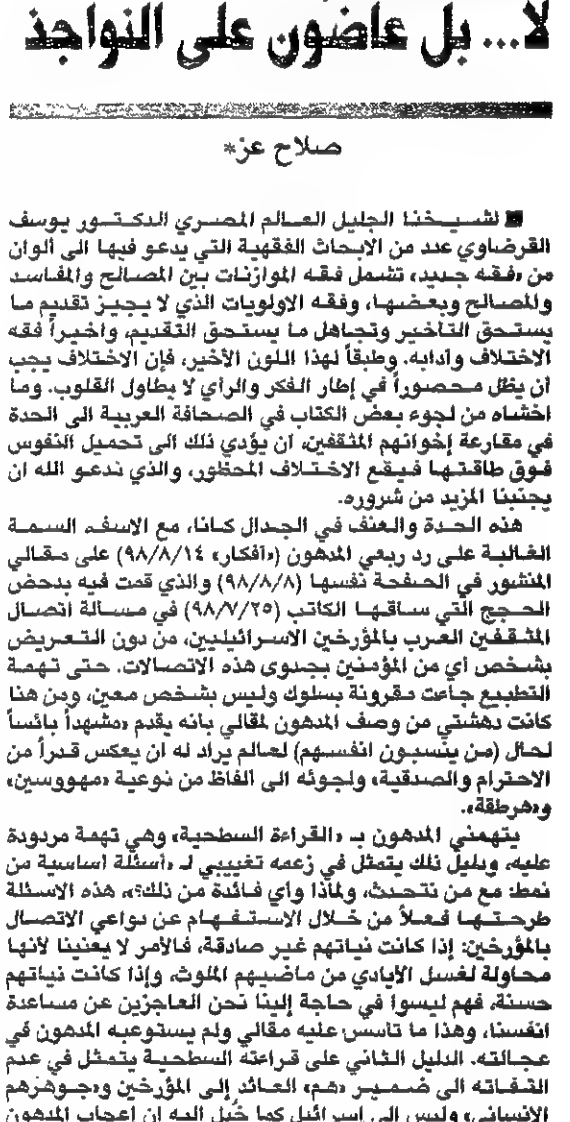 لا... بل عاضون على النواجذ
صلاح عز*
■ لشيخنا الجليل العالم المصري الدكتور يوسف
القرضاوي عدد من الابحاث الفقهية التي يدعو فيها الى ألوان
من «فقه جديد» تشمل فقه الموازنات بين المصالح والمفاسد
والمصالح وبعضها، وفقه الاولويات الذي لا يجيز تقديم ما
يستحق التأخير وتجاهل ما يستحق التقديم، واخيراً فقه
الاختلاف وآدابه. وطبقاً لهذا اللون الأخير، فإن الاختلاف يجب
أن يظل محصوراً في إطار الفكر والرأي لا يطاول القلوب. وما
اخشاه من لجوء بعض الكتاب في الصحافة العربية الى الحدة
في مقارعة إخوانهم المثقفين، ان يؤدي ذلك الى تحميل النفوس
فوق طاقتها فيقع الاختلاف المحظور، والذي ندعو الله ان
يجنبنا المزيد من شروره.
هذه الحدة والعنف في الجدال كانا، مع الاسف، السمة
الغالبة على رد ربعي المدهون («أفكار» ٩٨/٨/١٤) على مقالي
المنشور في الصفحة نفسها (٩٨/٨/٨) والذي قمت فيه بدحض
الحجج التي ساقها الكاتب (٩٨/٧/٢٥) في مسألة اتصال
المثقفين العرب بالمؤرخين الاسرائيليين، من دون التعريض
بشخص أي من المؤمنين بجدوى هذه الاتصالات. حتى تهمة
التطبيع جاءت مقرونة بسلوك وليس بشخص معين، ومن هنا
كانت دهشتي من وصف المدهون لمقالي بانه يقدم «مشهداً بائساً
لحال (من ينسبون انفسهم) لعالم يراد له ان يعكس قدراً من
الاحترام والصدقية» ولجوئه الى الفاظ من نوعية «مهووسين»
و«هرطقة».
يتهمني المدهون بـ «القراءة السطحية» وهي تهمة مردودة
عليه، ودليل ذلك يتمثل في زعمه تغييبي لـ «أسئلة اساسية من
نمط: مع من نتحدث، ولماذا وأي فائدة من ذلك؟». هذه الاسئلة
طرحتها فعلاً من خلال الاستفهام عن دواعي الاتصال
بالمؤرخين: إذا كانت نياتهم غير صادقة، فالأمر لا يعنينا لأنها
محاولة لغسل الأيادي من ماضيهم الملوث، وإذا كانت نياتهم
حسنة، فهم ليسوا في حاجة إلينا نحن العاجزين عن مساعدة
انفسنا، وهذا ما تأسس عليه مقالي ولم يستوعبه المدهون في
عجالته. الدليل الثاني على قراءته السطحية يتمثل في عدم
التفاته الى ضمير «هم» العائد إلى المؤرخين و«جوهرهم
الإنساني» وليس الى اسرائيل كما خُيل اليه ان اعجاب المدهون